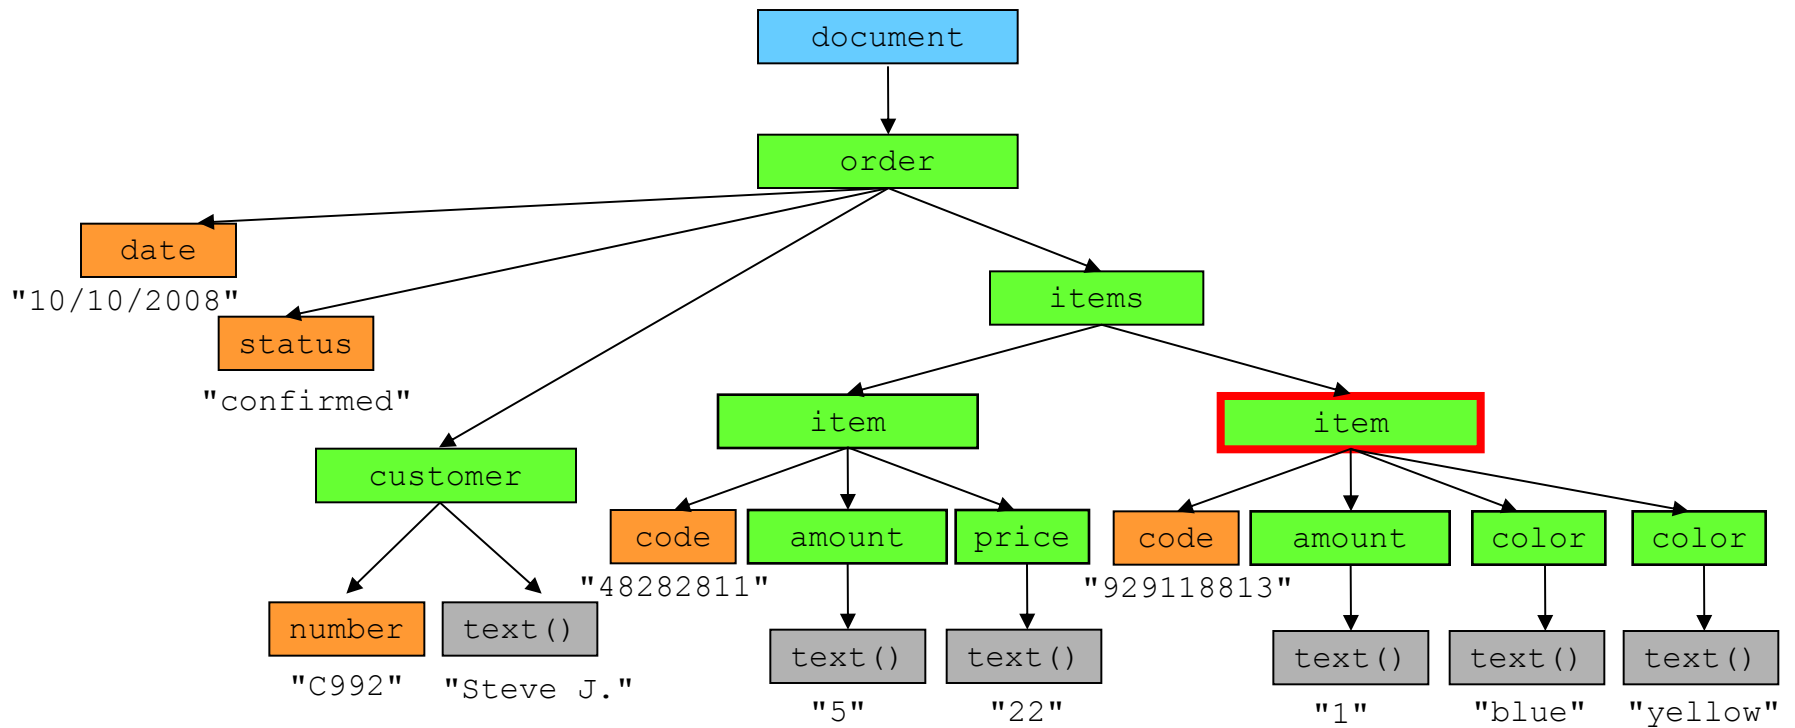 document
order
date
"10/10/2008"
items
status
"confirmed"
item
item
customer
code
amount
price
code
amount
color
color
"48282811"
"929118813"
number
text()
text()
text()
text()
text()
text()
"C992"
"Steve J."
"5"
"22"
"1"
"blue"
"yellow"